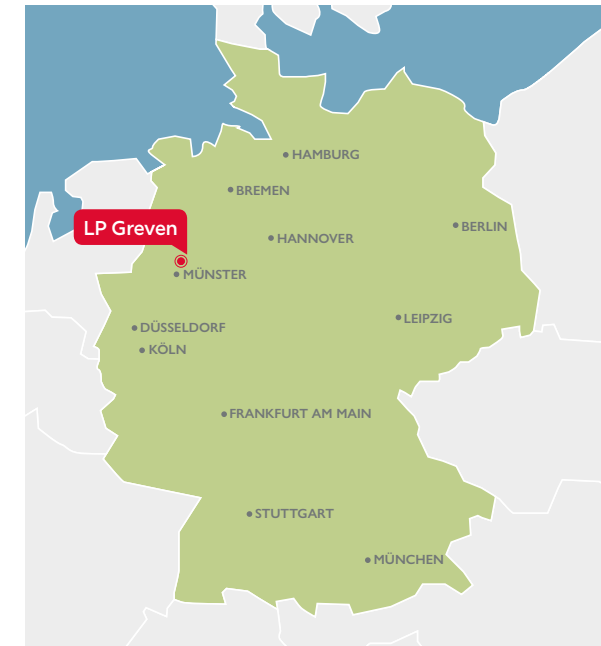 HAMBURG
BREMEN
LP Greven
BERLIN
HANNOVER
MÜNSTER
LEIPZIG
DÜSSELDORF
KÖLN
FRANKFURT AM MAIN
STUTTGART
MÜNCHEN